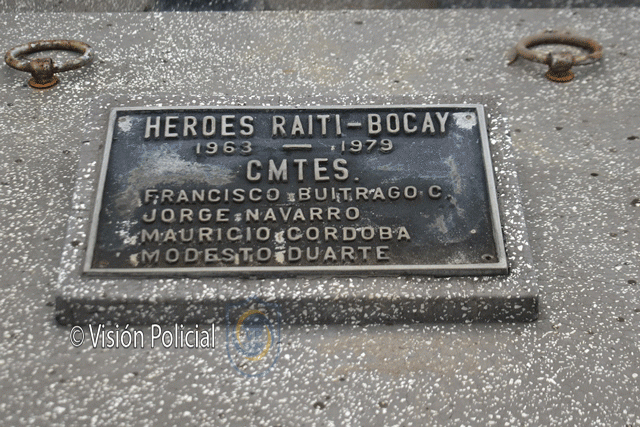 HEROES RAITI-BOCAY
1963 — 1979
CMTES.
FRANCISCO BUITRAGO C.
JORGE NAVARRO
MAURICIO CORDOBA
MODESTO DUARTE
© Visión Policial